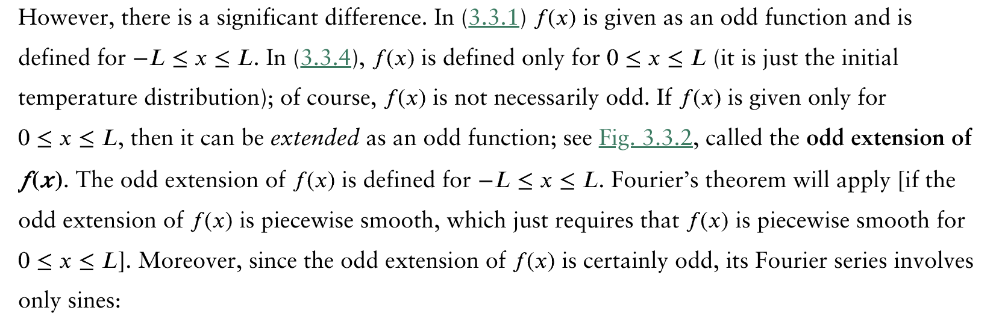 However, there is a significant difference. In (3.3.1) f(x) is given as an odd function and is
defined for −L ≤ x ≤ L. In (3.3.4), f(x) is defined only for 0 ≤ x ≤ L (it is just the initial
temperature distribution); of course, f(x) is not necessarily odd. If f(x) is given only for
0 ≤ x ≤ L, then it can be extended as an odd function; see Fig. 3.3.2, called the odd extension of
f(x). The odd extension of f(x) is defined for −L ≤ x ≤ L. Fourier’s theorem will apply [if the
odd extension of f(x) is piecewise smooth, which just requires that f(x) is piecewise smooth for
0 ≤ x ≤ L]. Moreover, since the odd extension of f(x) is certainly odd, its Fourier series involves
only sines: